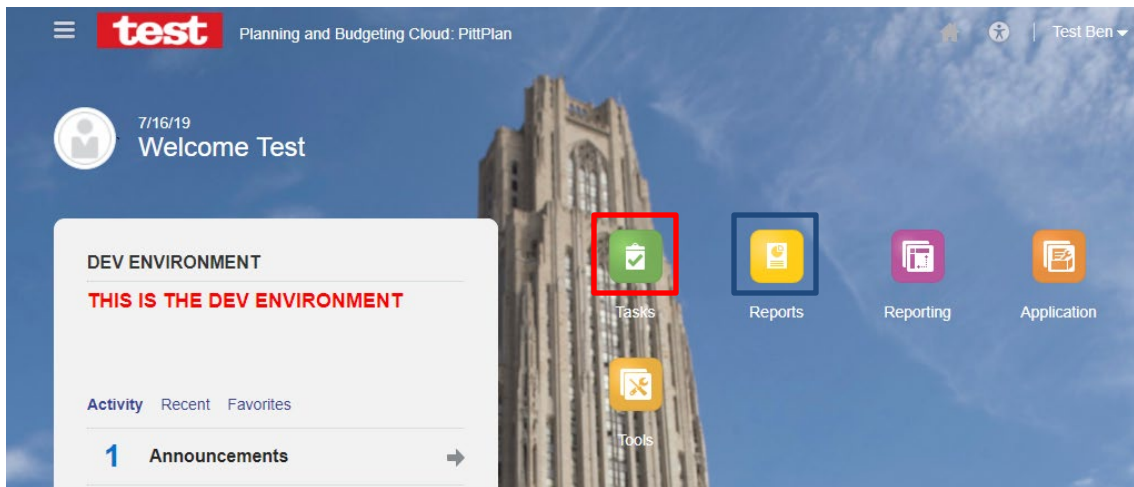 test
Planning and Budgeting Cloud: PittPlan
Test Ben
7/16/19
Welcome Test
DEV ENVIRONMENT
THIS IS THE DEV ENVIRONMENT
Activity Recent Favorites
1 Announcements
Tasks Reports Reporting Application
Tools